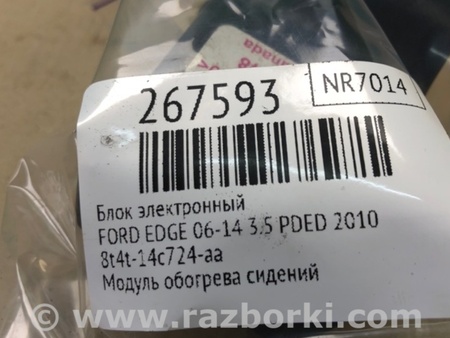 anada
267593
NR7014
Блок электронный
FORD EDGE 06-14 3.5 PDED 2010
8t4t-14c724-aa
Модуль обогрева сидений
www.razborki.com